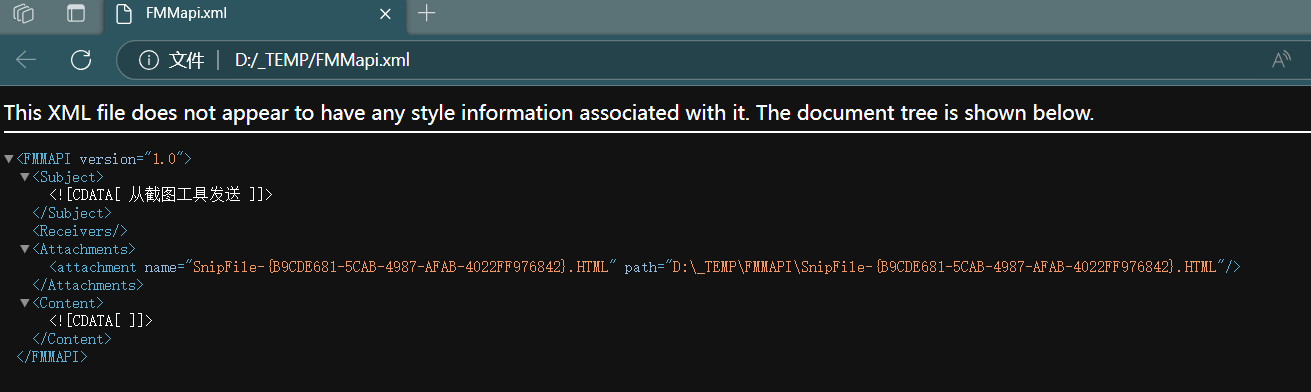 FMMapi.xml
文件 D:/_TEMP/FMMapi.xml
This XML file does not appear to have any style information associated with it. The document tree is shown below.
<FMMAPI version="1.0">
<Subject>
<![CDATA[ 从截图工具发送 ]]>
</Subject>
<Receivers/>
<Attachments>
<attachment name="SnipFile-{B9CDE681-5CAB-4987-AFAB-4022FF976842}.HTML" path="D:\_TEMP\FMMAPI\SnipFile-{B9CDE681-5CAB-4987-AFAB-4022FF976842}.HTML"/>
</Attachments>
<Content>
<![CDATA[ ]]>
</Content>
</FMMAPI>